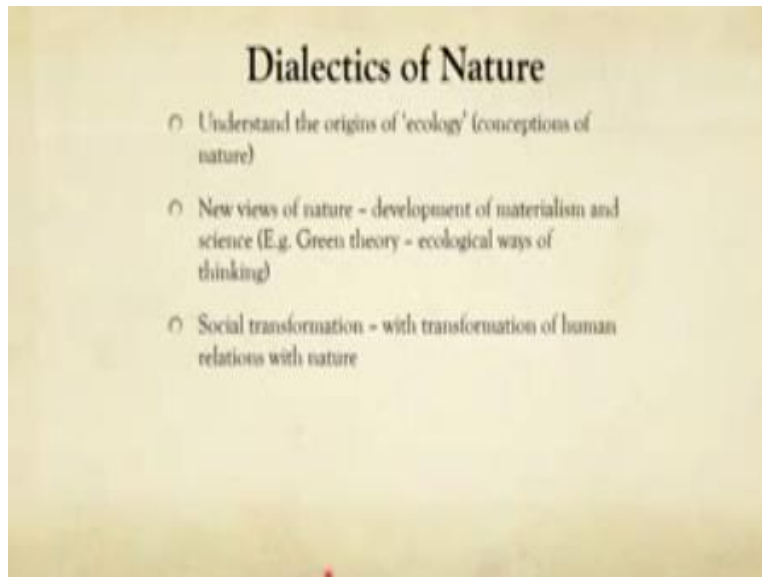 Dialectics of Nature
Understand the origins of 'ecology' (conceptions of
nature)
New views of nature - development of materialism and
science (E.g. Green theory - ecological ways of
thinking)
Social transformation - with transformation of human
relations with nature